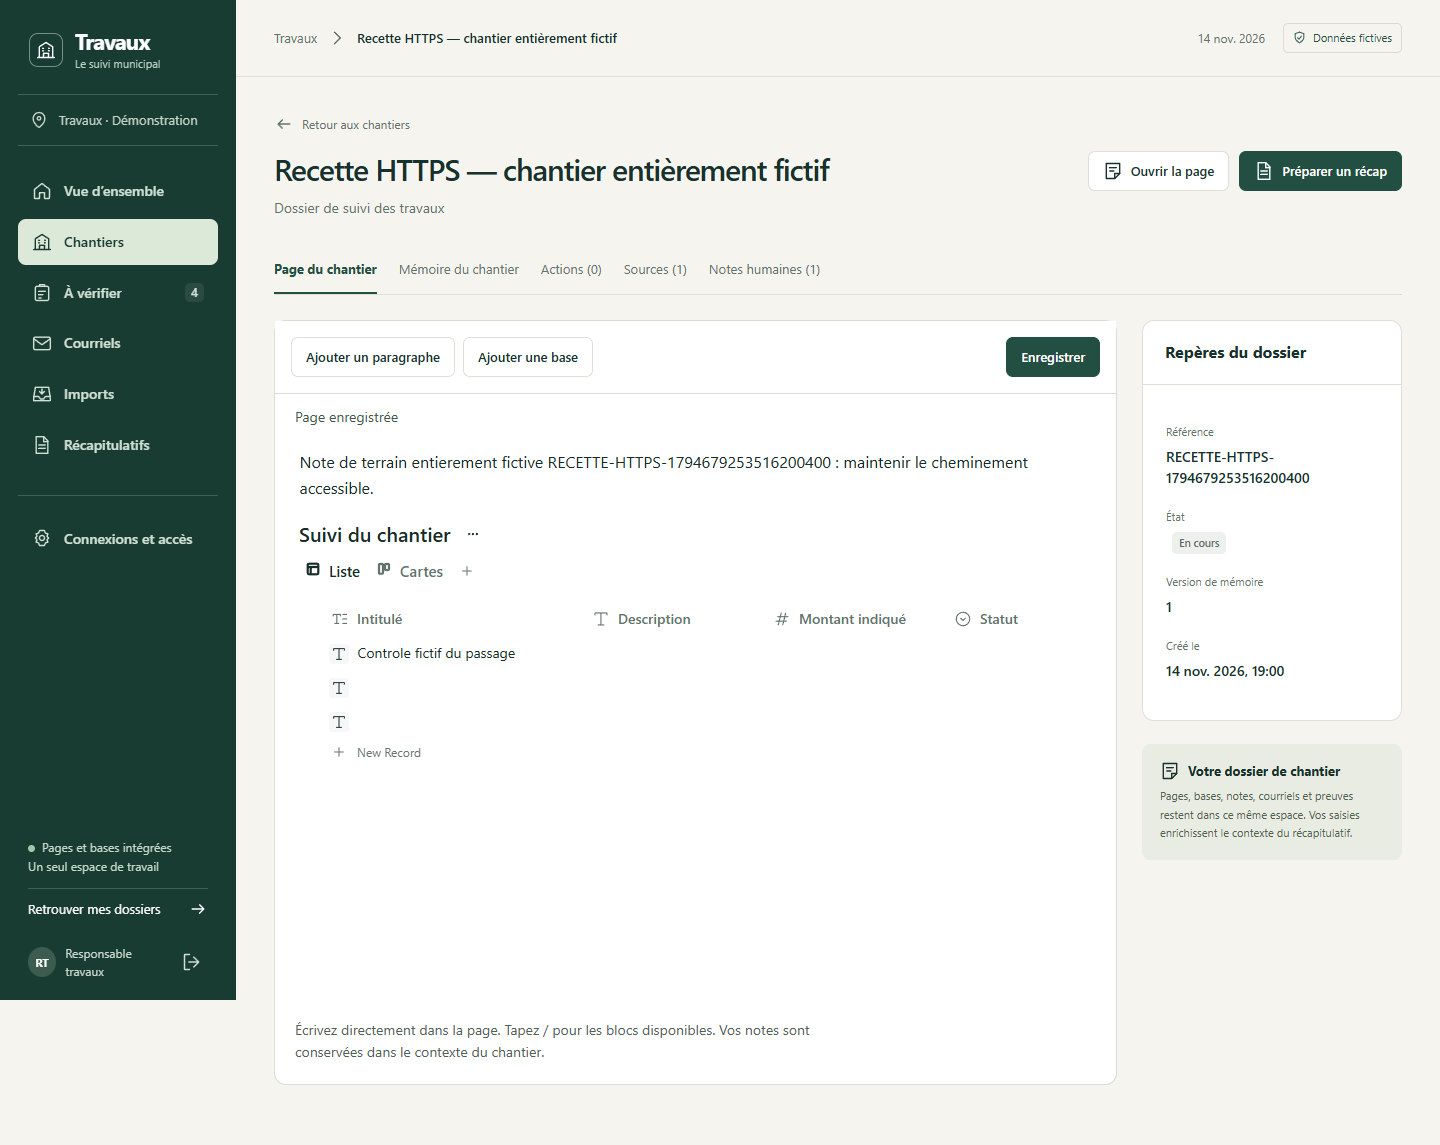 Travaux
Le suivi municipal
Travaux · Démonstration
Vue d’ensemble
Chantiers
À vérifier
4
Courriels
Imports
Récapitulatifs
Connexions et accès
Pages et bases intégrées
Un seul espace de travail
Retrouver mes dossiers
RT
Responsable
travaux
Travaux
Recette HTTPS — chantier entièrement fictif
14 nov. 2026
Données fictives
Retour aux chantiers
Recette HTTPS — chantier entièrement fictif
Dossier de suivi des travaux
Ouvrir la page
Préparer un récap
Page du chantier
Mémoire du chantier
Actions (0)
Sources (1)
Notes humaines (1)
Ajouter un paragraphe
Ajouter une base
Enregistrer
Page enregistrée
Note de terrain entierement fictive RECETTE-HTTPS-1794679253516200400 : maintenir le cheminement
accessible.
Suivi du chantier
Liste
Cartes
Intitulé
Description
Montant indiqué
Statut
Controle fictif du passage
New Record
Écrivez directement dans la page. Tapez / pour les blocs disponibles. Vos notes sont
conservées dans le contexte du chantier.
Repères du dossier
Référence
RECETTE-HTTPS-
1794679253516200400
État
En cours
Version de mémoire
1
Créé le
14 nov. 2026, 19:00
Votre dossier de chantier
Pages, bases, notes, courriels et preuves
restent dans ce même espace. Vos saisies
enrichissent le contexte du récapitulatif.